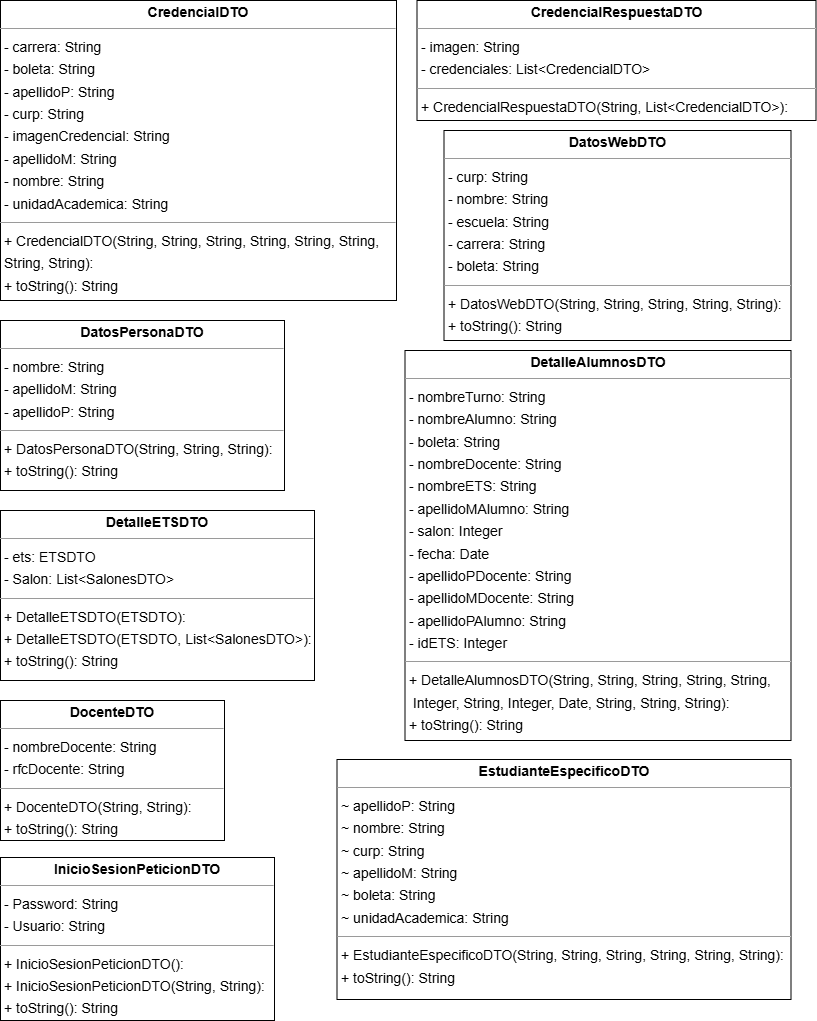 CredencialDTO
- carrera: String
- boleta: String
- apellidoP: String
- curp: String
- imagenCredencial: String
- apellidoM: String
- nombre: String
- unidadAcademica: String
+ CredencialDTO(String, String, String, String, String, String,
String, String):
+ toString(): String
CredencialRespuestaDTO
- imagen: String
- credenciales: List<CredencialDTO>
+ CredencialRespuestaDTO(String, List<CredencialDTO>):
DatosWebDTO
- curp: String
- nombre: String
- escuela: String
- carrera: String
- boleta: String
+ DatosWebDTO(String, String, String, String, String):
+ toString(): String
DatosPersonaDTO
- nombre: String
- apellidoM: String
- apellidoP: String
+ DatosPersonaDTO(String, String, String):
+ toString(): String
DetalleAlumnosDTO
- nombreTurno: String
- nombreAlumno: String
- boleta: String
- nombreDocente: String
- nombreETS: String
- apellidoMAlumno: String
- salon: Integer
- fecha: Date
- apellidoPDocente: String
- apellidoMDocente: String
- apellidoPAlumno: String
- idETS: Integer
+ DetalleAlumnosDTO(String, String, String, String, String,
Integer, String, Integer, Date, String, String, String):
+ toString(): String
DetalleETSDTO
- ets: ETSDTO
- Salon: List<SalonesDTO>
+ DetalleETSDTO(ETSDTO):
+ DetalleETSDTO(ETSDTO, List<SalonesDTO>):
+ toString(): String
DocenteDTO
- nombreDocente: String
- rfcDocente: String
+ DocenteDTO(String, String):
+ toString(): String
EstudianteEspecificoDTO
~ apellidoP: String
~ nombre: String
~ curp: String
~ apellidoM: String
~ boleta: String
~ unidadAcademica: String
+ EstudianteEspecificoDTO(String, String, String, String, String, String):
+ toString(): String
InicioSesionPeticionDTO
- Password: String
- Usuario: String
+ InicioSesionPeticionDTO():
+ InicioSesionPeticionDTO(String, String):
+ toString(): String